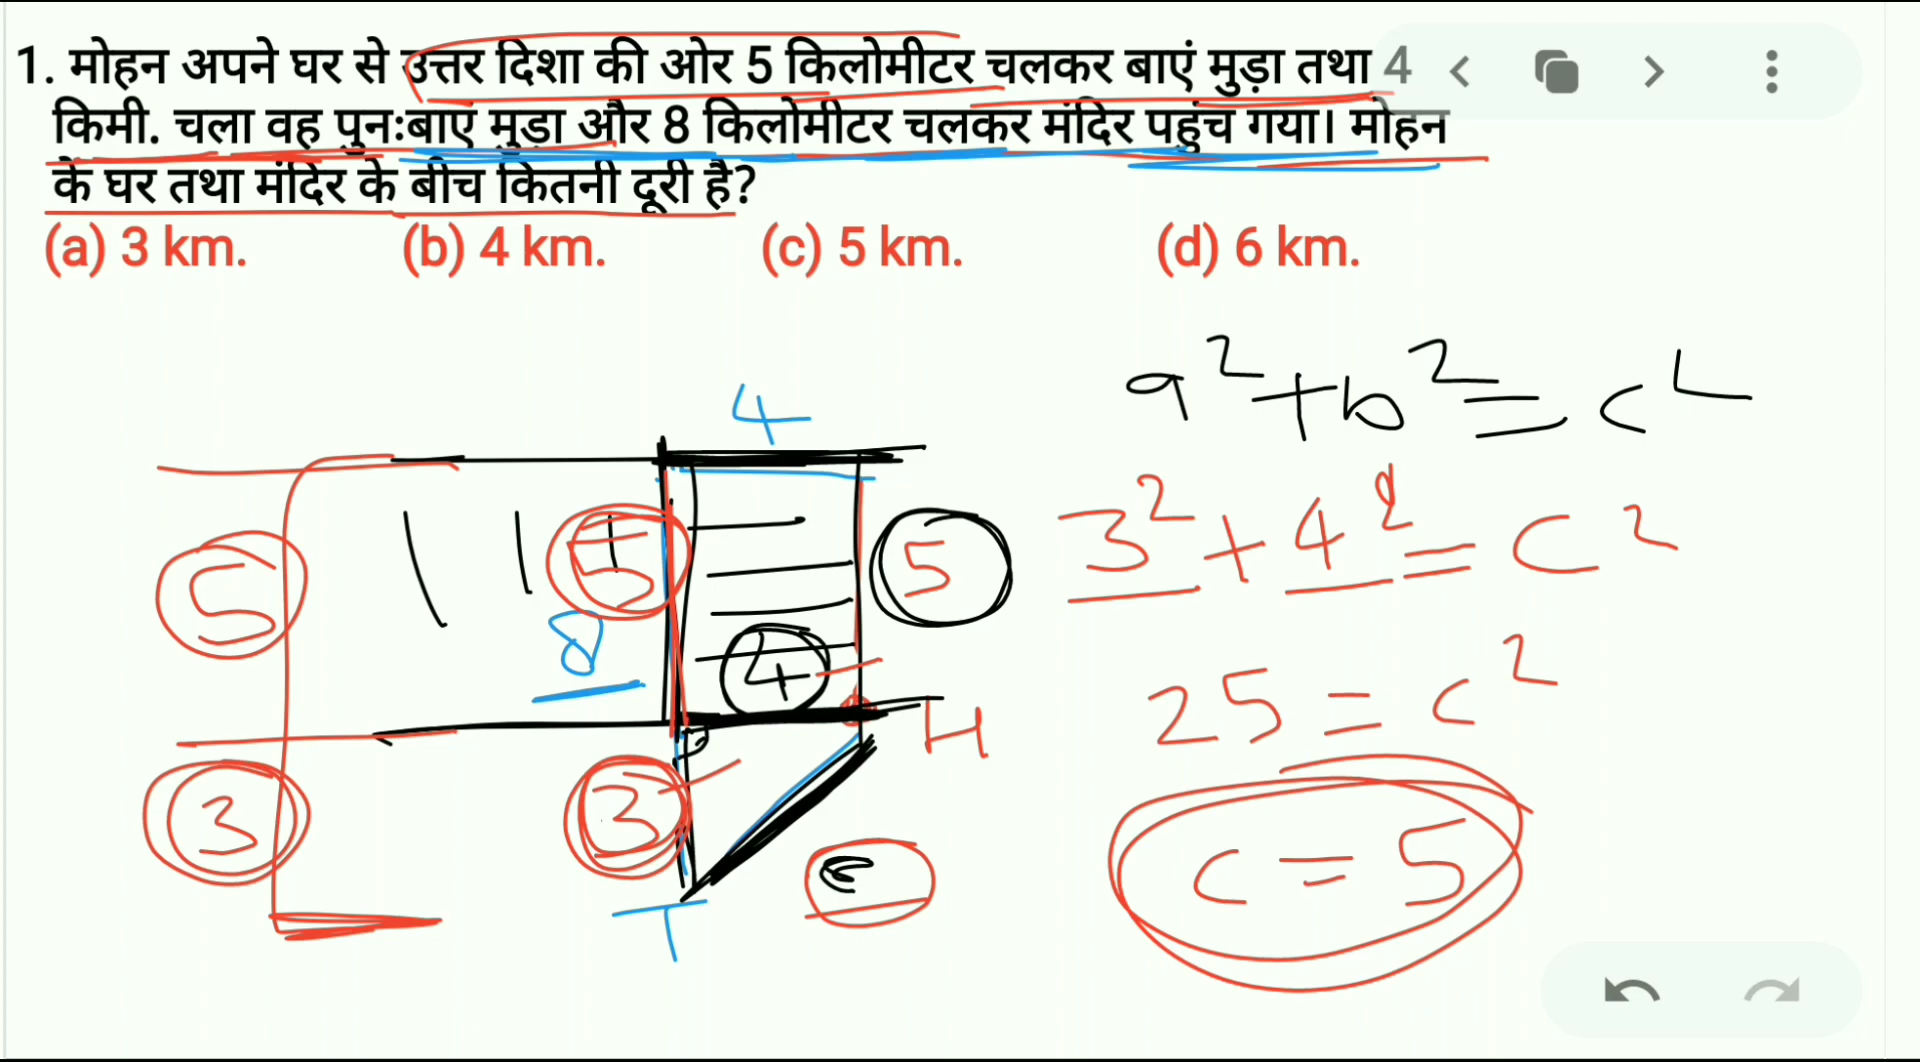 1. मोहन अपने घर से उत्तर दिशा की ओर 5 किलोमीटर चलकर बाएं मुड़ा तथा 4
किमी. चला वह पुनःबाएं मुड़ा और 8 किलोमीटर चलकर मंदिर पहुंच गया। मोहन
के घर तथा मंदिर के बीच कितनी दूरी है?
(a) 3 km. (b) 4 km. (c) 5 km. (d) 6 km.
a² + b² = c²
4
3² + 4² = c²
5 5 5
8 4
25 = c²
H
3 3
c = 5
T